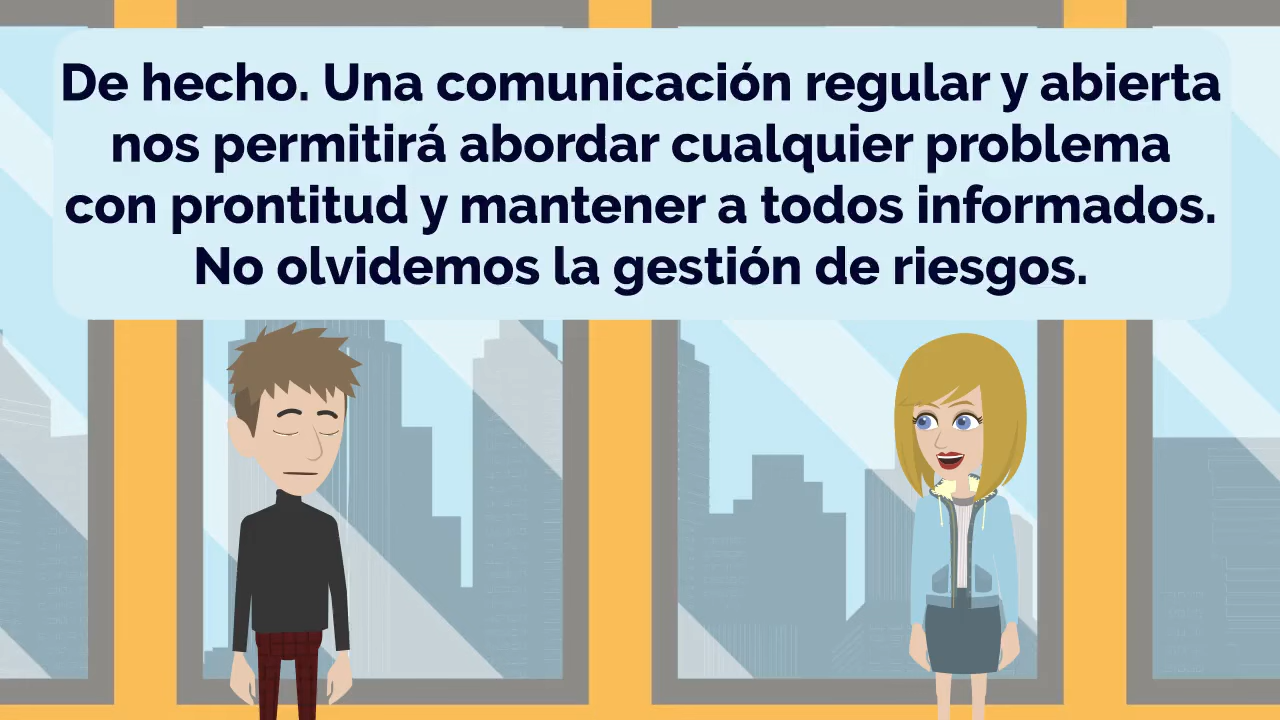 De hecho. Una comunicación regular y abierta
nos permitirá abordar cualquier problema
con prontitud y mantener a todos informados.
No olvidemos la gestión de riesgos.